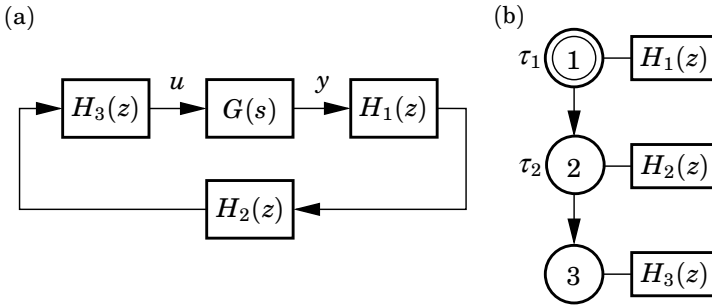 (a)
H₃(z)
u
G(s)
y
H₁(z)
H₂(z)
(b)
τ₁
1
H₁(z)
τ₂
2
H₂(z)
3
H₃(z)